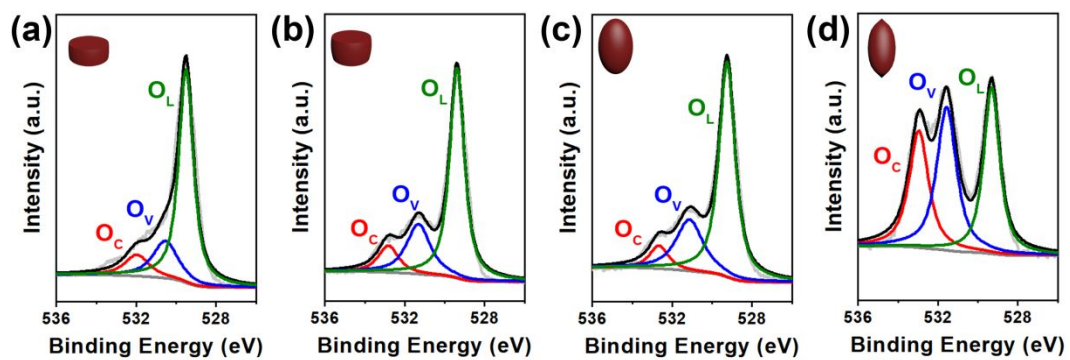 (a)
Intensity (a.u.)
O_C
O_V
O_L
536 532 528
Binding Energy (eV)
(b)
Intensity (a.u.)
O_C
O_V
O_L
536 532 528
Binding Energy (eV)
(c)
Intensity (a.u.)
O_C
O_V
O_L
536 532 528
Binding Energy (eV)
(d)
Intensity (a.u.)
O_C
O_V
O_L
536 532 528
Binding Energy (eV)